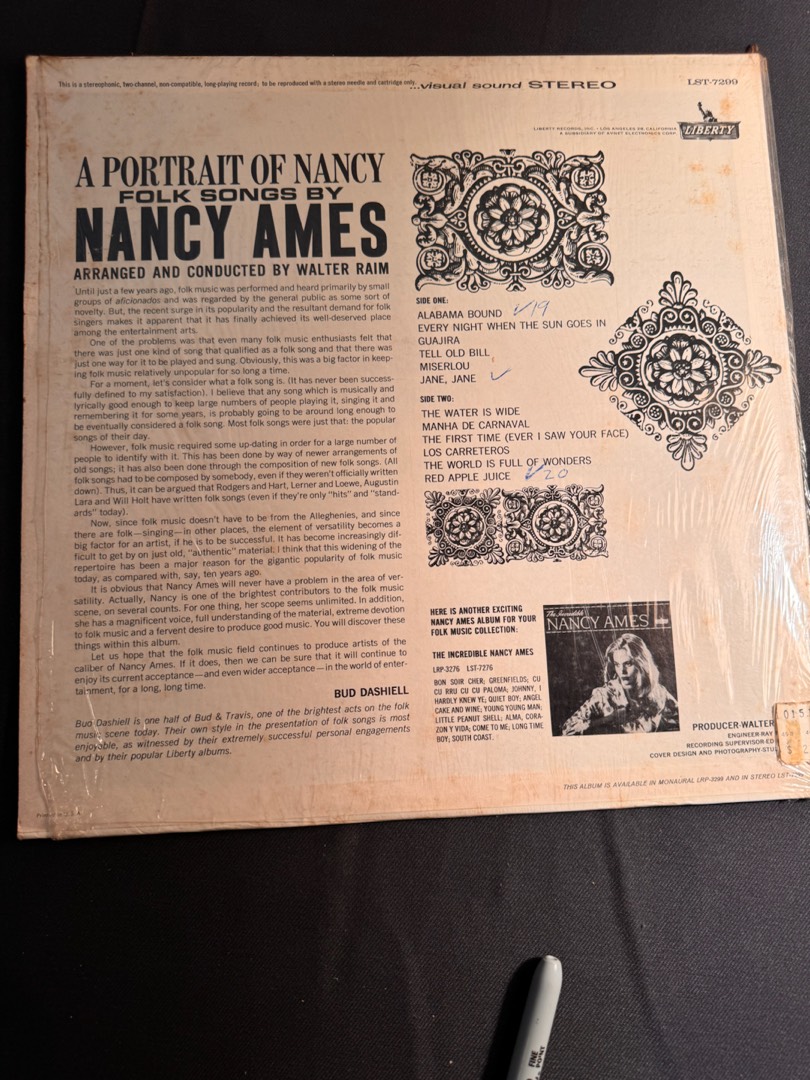 This is a stereophonic, two-channel, non-compatible, long-playing record; to be reproduced with a stereo needle and cartridge only.
...visual sound STEREO
LST-7299
LIBERTY RECORDS, INC. • LOS ANGELES 28, CALIFORNIA
A SUBSIDIARY OF AVNET ELECTRONICS CORP.
LIBERTY
A PORTRAIT OF NANCY
FOLK SONGS BY
NANCY AMES
ARRANGED AND CONDUCTED BY WALTER RAIM
Until just a few years ago, folk music was performed and heard primarily by small
groups of aficionados and was regarded by the general public as some sort of
novelty. But, the recent surge in its popularity and the resultant demand for folk
singers makes it apparent that it has finally achieved its well-deserved place
among the entertainment arts.
One of the problems was that even many folk music enthusiasts felt that
there was just one kind of song that qualified as a folk song and that there was
just one way for it to be played and sung. Obviously, this was a big factor in keep-
ing folk music relatively unpopular for so long a time.
For a moment, let's consider what a folk song is. (It has never been success-
fully defined to my satisfaction). I believe that any song which is musically and
lyrically good enough to keep large numbers of people playing it, singing it and
remembering it for some years, is probably going to be around long enough to
be eventually considered a folk song. Most folk songs were just that: the popular
songs of their day.
However, folk music required some up-dating in order for a large number of
people to identify with it. This has been done by way of newer arrangements of
old songs; it has also been done through the composition of new folk songs. (All
folk songs had to be composed by somebody, even if they weren't officially written
down). Thus, it can be argued that Rodgers and Hart, Lerner and Loewe, Augustin
Lara and Will Holt have written folk songs (even if they're only "hits" and "stand-
ards" today).
Now, since folk music doesn't have to be from the Alleghenies, and since
there are folk—singing—in other places, the element of versatility becomes a
big factor for an artist, if he is to be successful. It has become increasingly dif-
ficult to get by on just old, "authentic" material. I think that this widening of the
repertoire has been a major reason for the gigantic popularity of folk music
today, as compared with, say, ten years ago.
It is obvious that Nancy Ames will never have a problem in the area of ver-
satility. Actually, Nancy is one of the brightest contributors to the folk music
scene, on several counts. For one thing, her scope seems unlimited. In addition,
she has a magnificent voice, full understanding of the material, extreme devotion
to folk music and a fervent desire to produce good music. You will discover these
things within this album.
Let us hope that the folk music field continues to produce artists of the
caliber of Nancy Ames. If it does, then we can be sure that it will continue to
enjoy its current acceptance—and even wider acceptance—in the world of enter-
tainment, for a long, long time.
BUD DASHIELL
Bud Dashiell is one half of Bud & Travis, one of the brightest acts on the folk
music scene today. Their own style in the presentation of folk songs is most
enjoyable, as witnessed by their extremely successful personal engagements
and by their popular Liberty albums.
Printed in U.S.A.
SIDE ONE:
ALABAMA BOUND ✓19
EVERY NIGHT WHEN THE SUN GOES IN
GUAJIRA
TELL OLD BILL
MISERLOU
JANE, JANE ✓
SIDE TWO:
THE WATER IS WIDE
MANHA DE CARNAVAL
THE FIRST TIME (EVER I SAW YOUR FACE)
LOS CARRETEROS
THE WORLD IS FULL OF WONDERS
RED APPLE JUICE ✓20
HERE IS ANOTHER EXCITING
NANCY AMES ALBUM FOR YOUR
FOLK MUSIC COLLECTION:
THE INCREDIBLE NANCY AMES
LRP-3276 LST-7276
BON SOIR CHER; GREENFIELDS; CU
CU RRU CU CU PALOMA; JOHNNY, I
HARDLY KNEW YE; QUIET BOY; ANGEL
CAKE AND WINE; YOUNG YOUNG MAN;
LITTLE PEANUT SHELL; ALMA, CORA-
ZON Y VIDA; COME TO ME; LONG TIME
BOY; SOUTH COAST.
The Incredible
NANCY AMES
PRODUCER-WALTER
ENGINEER-RAY
RECORDING SUPERVISOR-ED
COVER DESIGN AND PHOTOGRAPHY-STU
THIS ALBUM IS AVAILABLE IN MONAURAL LRP-3299 AND IN STEREO LST-
FINE
POINT